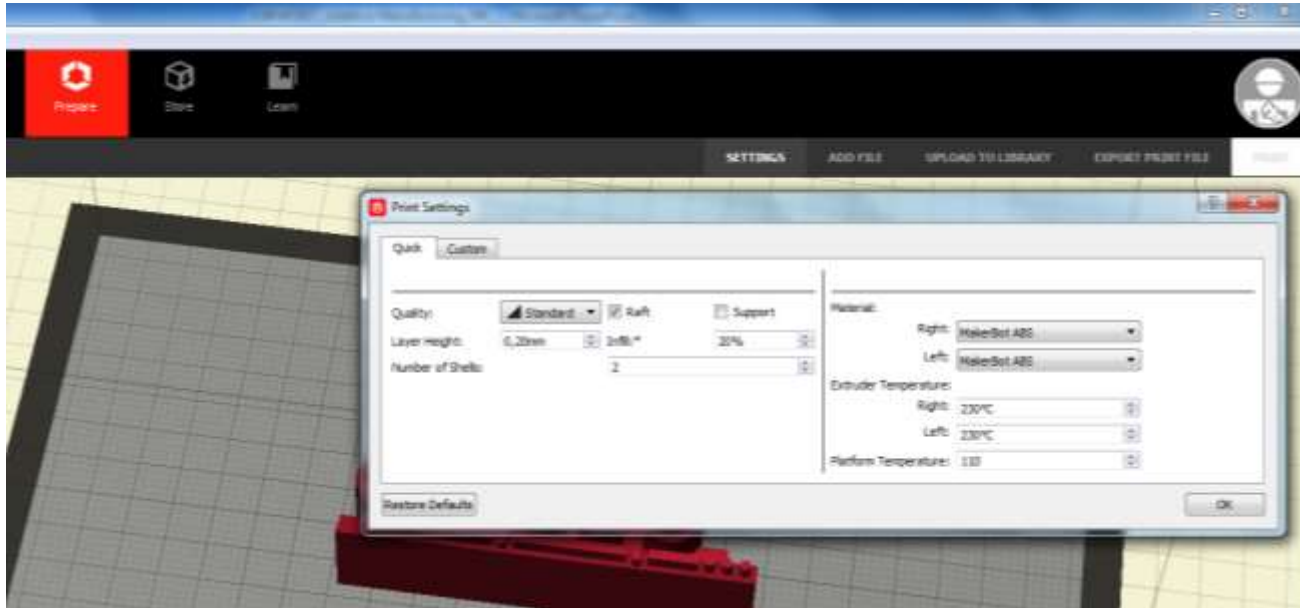 Prepare
Store
Learn
SETTINGS
ADD FILE
UPLOAD TO LIBRARY
EXPORT PRINT FILE
Print Settings
Quick
Custom
Quality: Standard Raft Support
Layer Height: 0,20mm Infill:* 20%
Number of Shells: 2
Material:
Right: MakerBot ABS
Left: MakerBot ABS
Extruder Temperature:
Right: 230°C
Left: 230°C
Platform Temperature: 110
Restore Defaults
OK